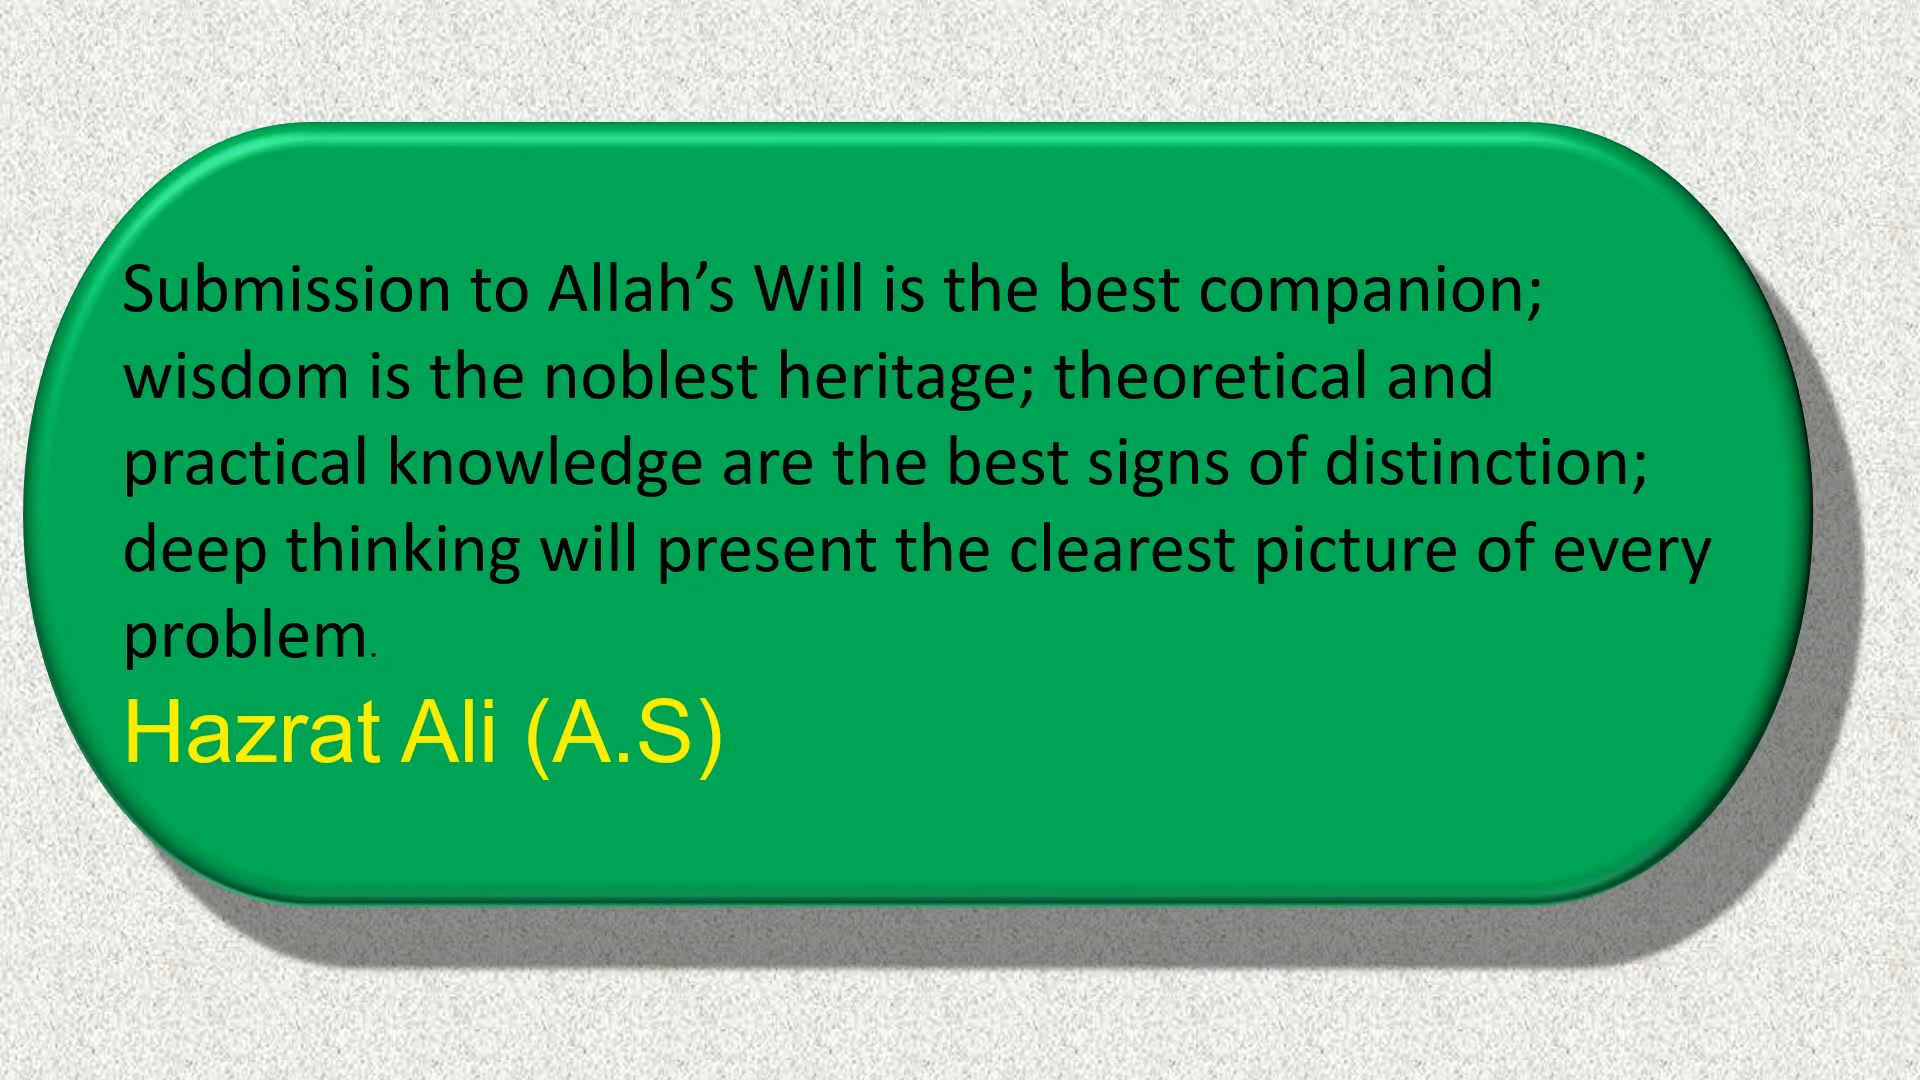 Submission to Allah’s Will is the best companion;
wisdom is the noblest heritage; theoretical and
practical knowledge are the best signs of distinction;
deep thinking will present the clearest picture of every
problem.
Hazrat Ali (A.S)